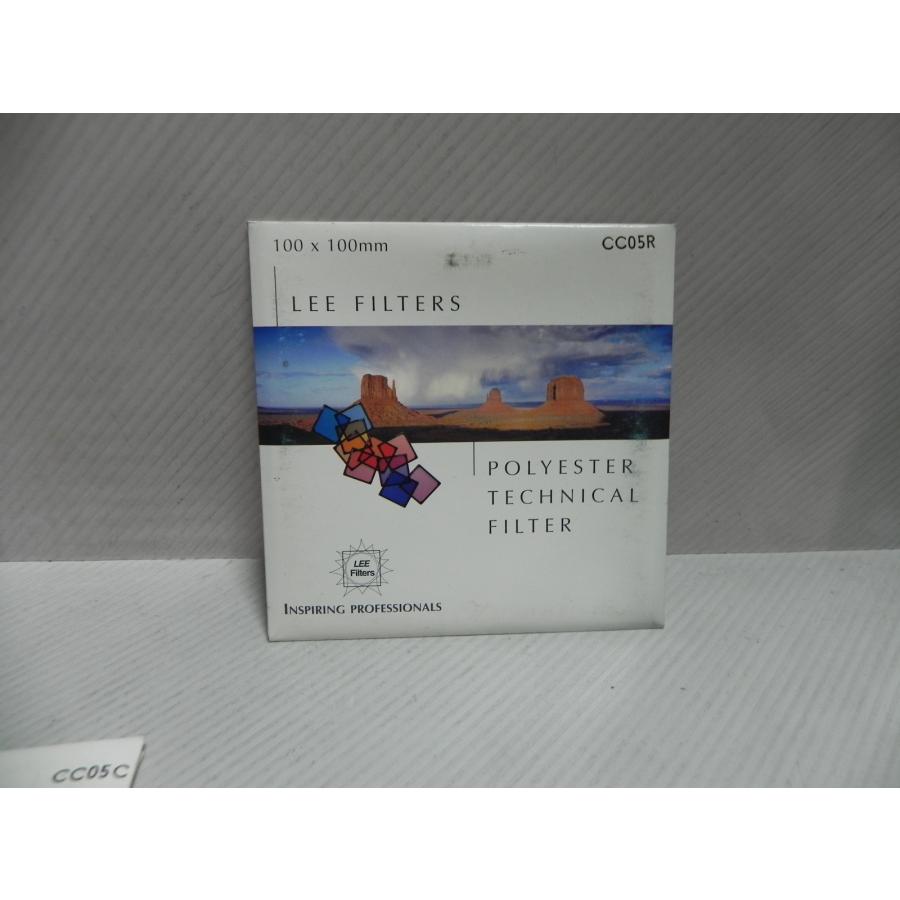 100 x 100mm
CC05R
LEE FILTERS
POLYESTER
TECHNICAL
FILTER
LEE
Filters
INSPIRING PROFESSIONALS
CC05C